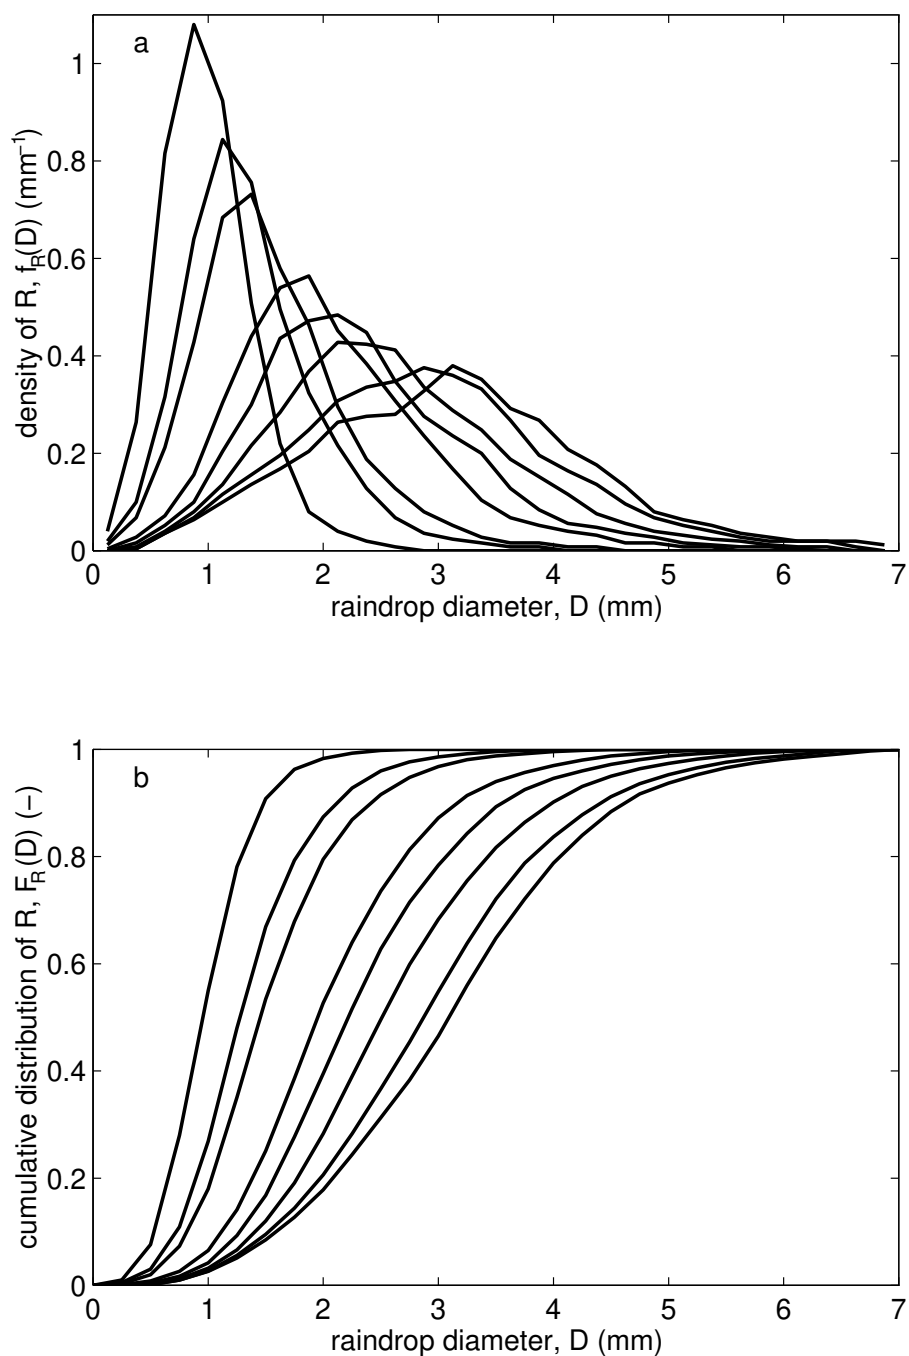 a
1
0.8
0.6
0.4
0.2
0
density of R, f_R(D) (mm⁻¹)
0 1 2 3 4 5 6 7
raindrop diameter, D (mm)
b
1
0.8
0.6
0.4
0.2
0
cumulative distribution of R, F_R(D) (−)
0 1 2 3 4 5 6 7
raindrop diameter, D (mm)